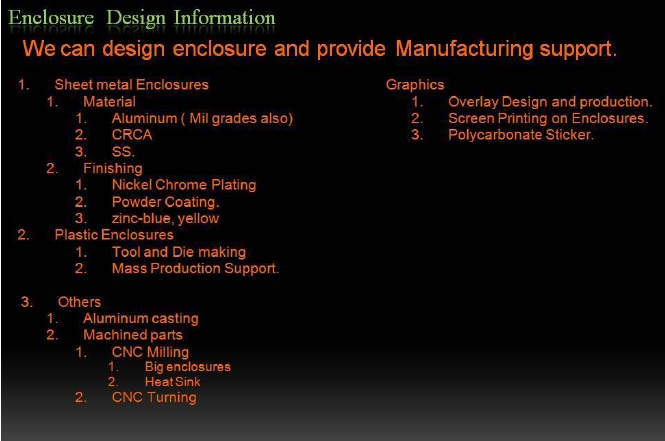 Enclosure Design Information
We can design enclosure and provide Manufacturing support.
1. Sheet metal Enclosures
1. Material
1. Aluminum ( Mil grades also)
2. CRCA
3. SS.
2. Finishing
1. Nickel Chrome Plating
2. Powder Coating.
3. zinc-blue, yellow
2. Plastic Enclosures
1. Tool and Die making
2. Mass Production Support.
3. Others
1. Aluminum casting
2. Machined parts
1. CNC Milling
1. Big enclosures
2. Heat Sink
2. CNC Turning
Graphics
1. Overlay Design and production.
2. Screen Printing on Enclosures.
3. Polycarbonate Sticker.